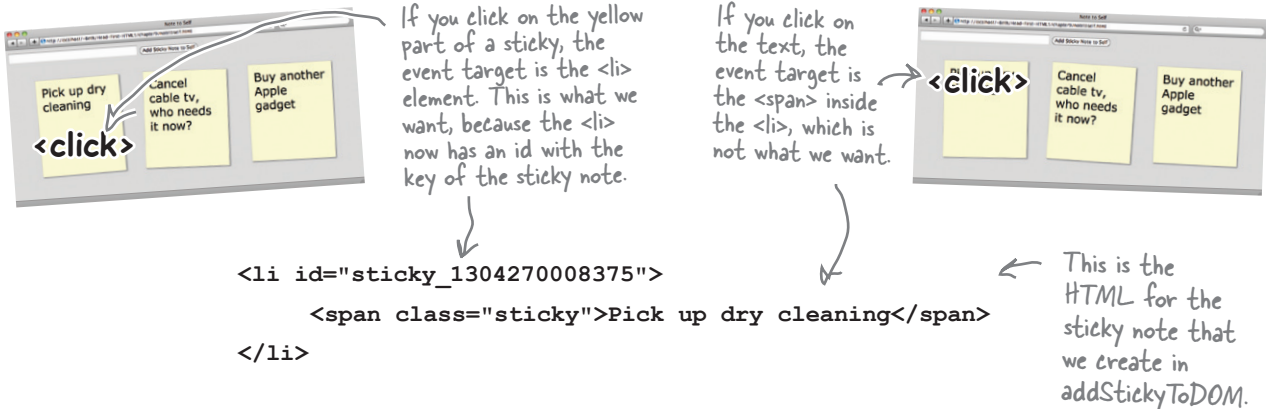 Note to Self
Add Sticky Note to Self
Pick up dry
cleaning
Cancel
cable tv,
who needs
it now?
Buy another
Apple
gadget
<click>
If you click on the yellow
part of a sticky, the
event target is the <li>
element. This is what we
want, because the <li>
now has an id with the
key of the sticky note.
If you click on
the text, the
event target is
the <span> inside
the <li>, which is
not what we want.
Note to Self
Add Sticky Note to Self
<click>
Cancel
cable tv,
who needs
it now?
Buy another
Apple
gadget
<li id="sticky_1304270008375">
<span class="sticky">Pick up dry cleaning</span>
</li>
This is the
HTML for the
sticky note that
we create in
addStickyToDOM.